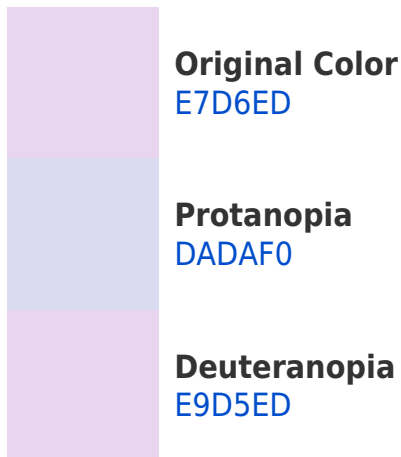 Original Color
E7D6ED
Protanopia
DADAF0
Deuteranopia
E9D5ED